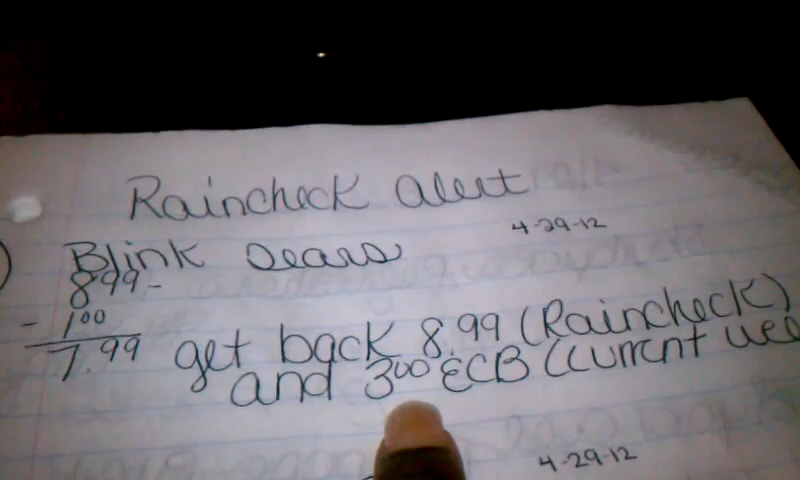 Raincheck alert
4-29-12
Blink Sears
8.99-
- 1.00
7.99 get back 8.99 (Raincheck)
and 3.00 ECB (Current
4-29-12